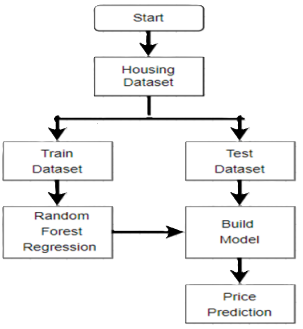 Start
Housing
Dataset
Train
Dataset
Test
Dataset
Random
Forest
Regression
Build
Model
Price
Prediction